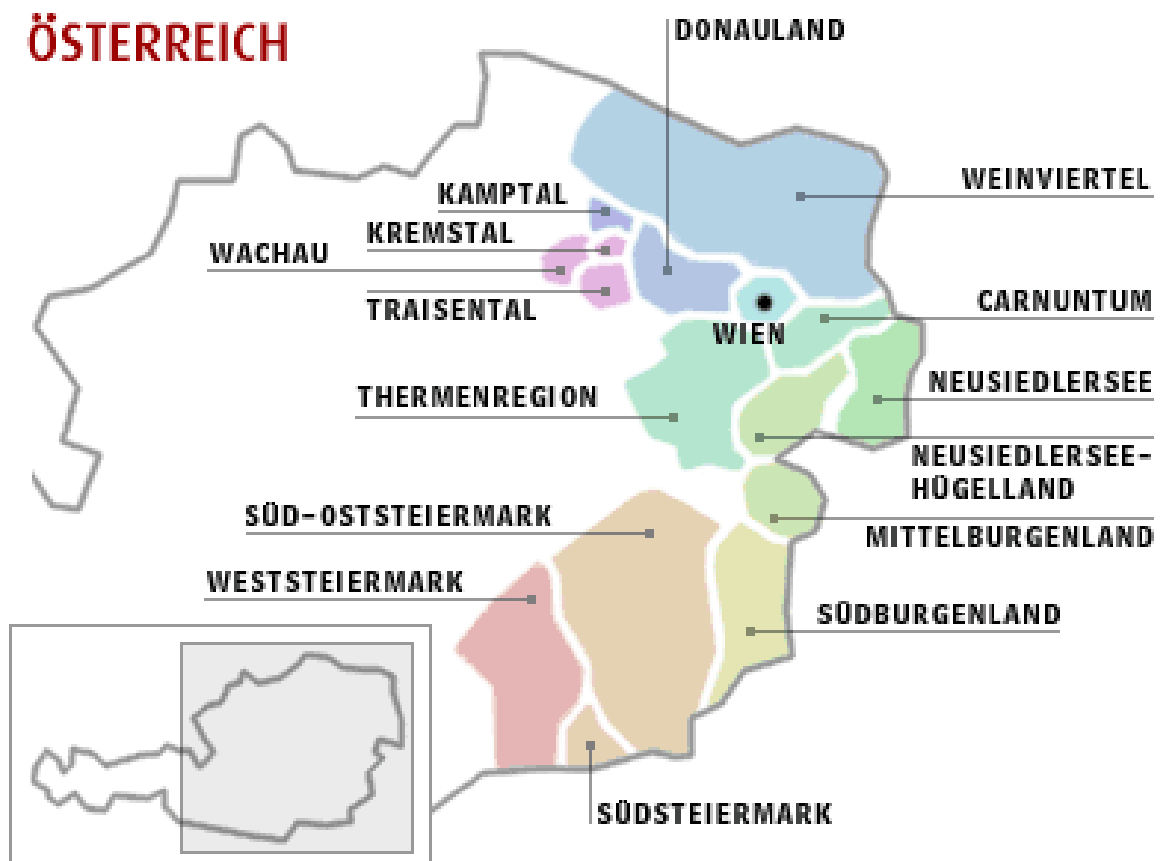 ÖSTERREICH
DONAULAND
WEINVIERTEL
KAMPTAL
KREMSTAL
WACHAU
TRAISENTAL
CARNUNTUM
WIEN
NEUSIEDLERSEE
THERMENREGION
NEUSIEDLERSEE-
HÜGELLAND
SÜD-OSTSTEIERMARK
MITTELBURGENLAND
WESTSTEIERMARK
SÜDBURGENLAND
SÜDSTEIERMARK